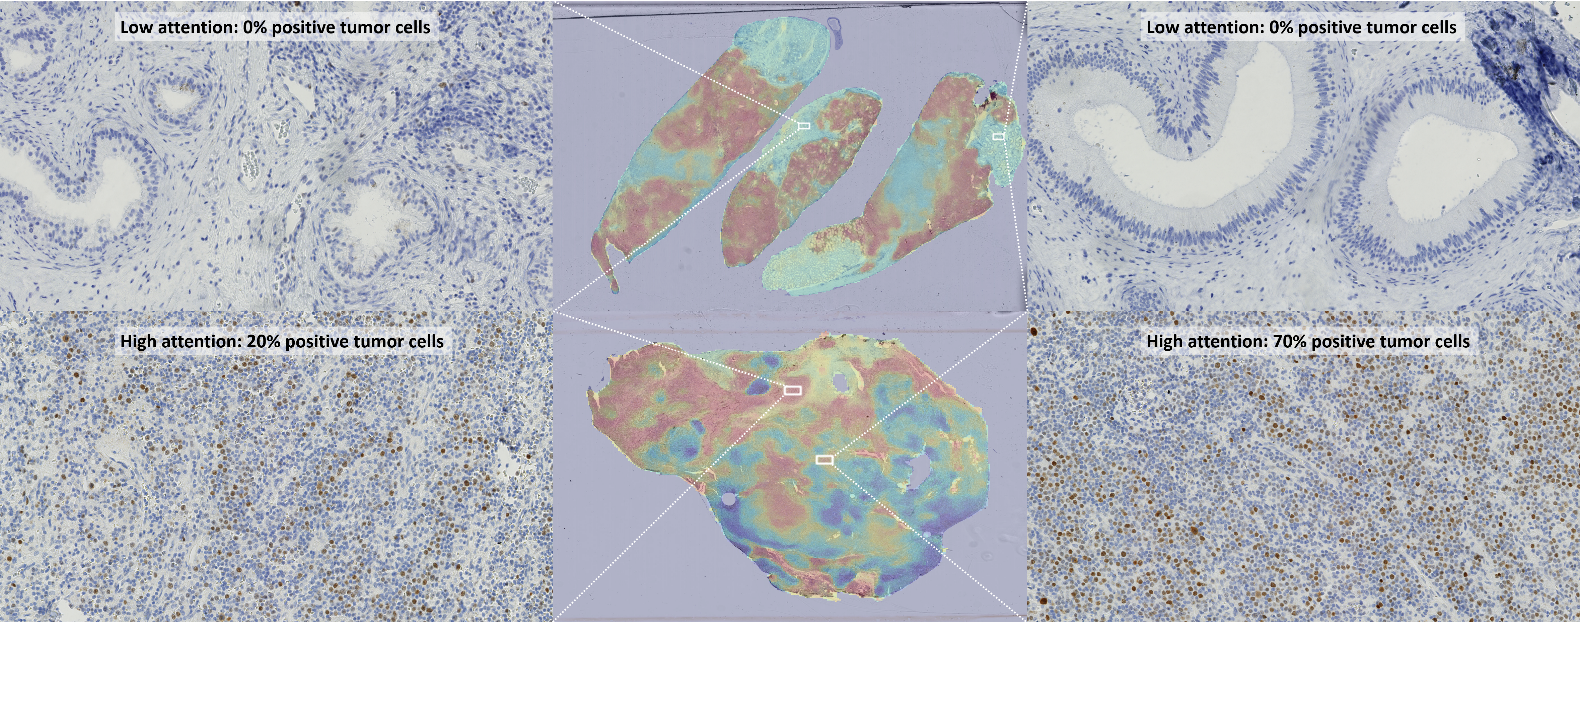 Low attention: 0% positive tumor cells
Low attention: 0% positive tumor cells
High attention: 20% positive tumor cells
High attention: 70% positive tumor cells